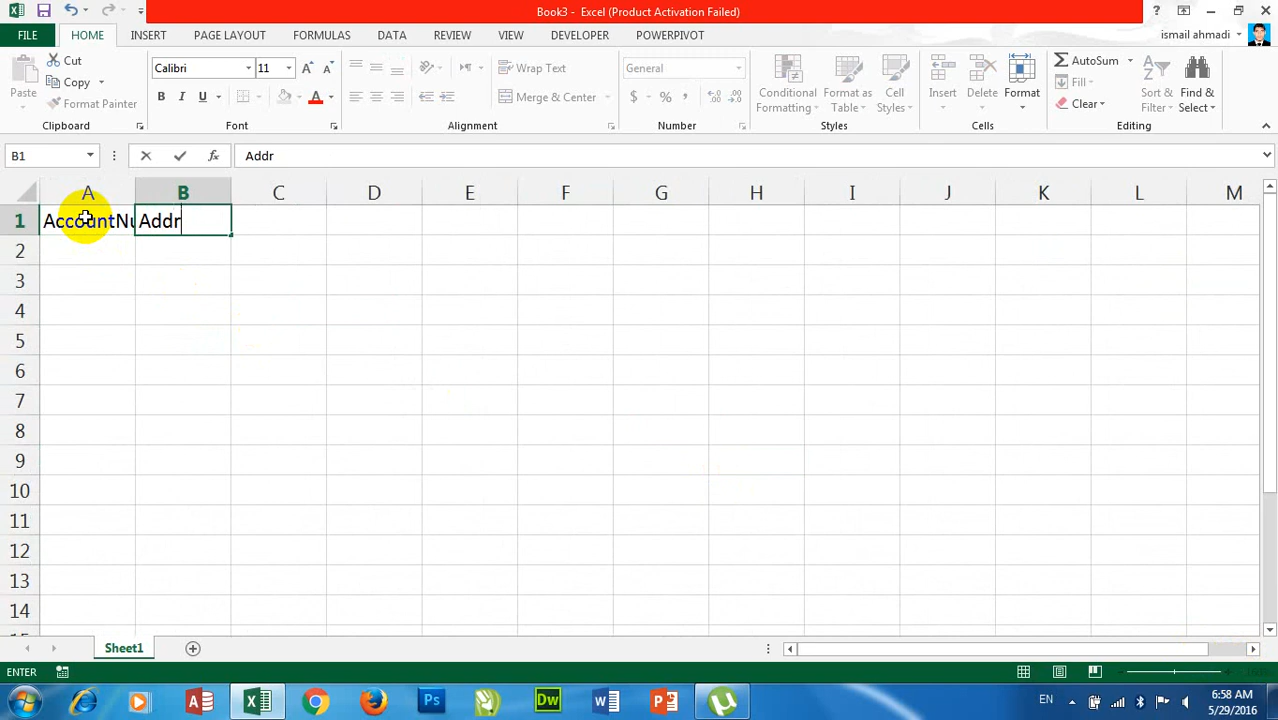 Book3 - Excel (Product Activation Failed)
FILE HOME INSERT PAGE LAYOUT FORMULAS DATA REVIEW VIEW DEVELOPER POWERPIVOT ismail ahmadi
Cut
Copy
Format Painter
Paste
Clipboard
Calibri 11
B I U A
Font
Wrap Text
Merge & Center
Alignment
General
$ % ,
Number
Conditional Formatting
Format as Table
Cell Styles
Styles
Insert Delete Format
Cells
AutoSum
Fill
Clear
Sort & Filter
Find & Select
Editing
B1 fx Addr
A B C D E F G H I J K L M
1 AccountNu Addr
2
3
4
5
6
7
8
9
10
11
12
13
14
Sheet1
ENTER
EN 6:58 AM
5/29/2016